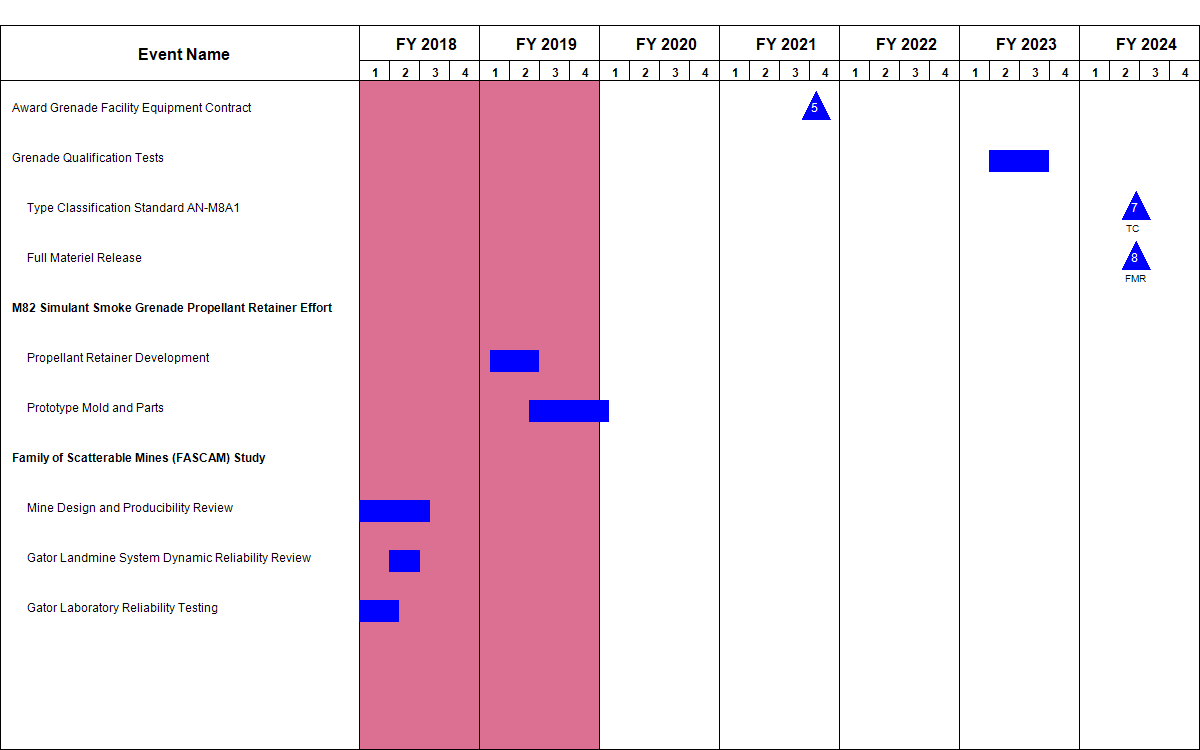 Event Name FY 2018 FY 2019 FY 2020 FY 2021 FY 2022 FY 2023 FY 2024
1 2 3 4 1 2 3 4 1 2 3 4 1 2 3 4 1 2 3 4 1 2 3 4 1 2 3 4
Award Grenade Facility Equipment Contract 5
Grenade Qualification Tests
Type Classification Standard AN-M8A1 7
TC
Full Materiel Release 8
FMR
M82 Simulant Smoke Grenade Propellant Retainer Effort
Propellant Retainer Development
Prototype Mold and Parts
Family of Scatterable Mines (FASCAM) Study
Mine Design and Producibility Review
Gator Landmine System Dynamic Reliability Review
Gator Laboratory Reliability Testing